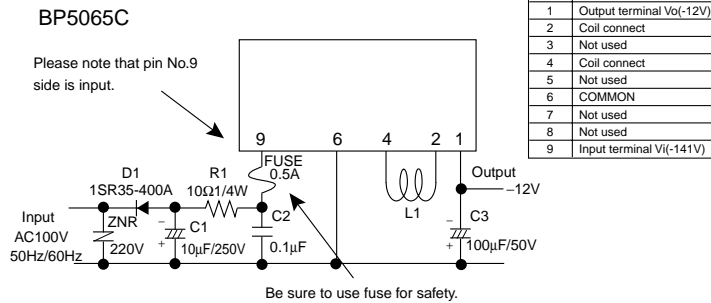 BP5065C
Please note that pin No.9
side is input.
9 6 4 2 1
FUSE
0.5A
D1
1SR35-400A
R1
10Ω1/4W
L1
Output
−12V
Input
AC100V
50Hz/60Hz
ZNR
220V
−
C1
+
10μF/250V
C2
0.1μF
−
C3
+
100μF/50V
Be sure to use fuse for safety.
1 Output terminal Vo(-12V)
2 Coil connect
3 Not used
4 Coil connect
5 Not used
6 COMMON
7 Not used
8 Not used
9 Input terminal Vi(-141V)